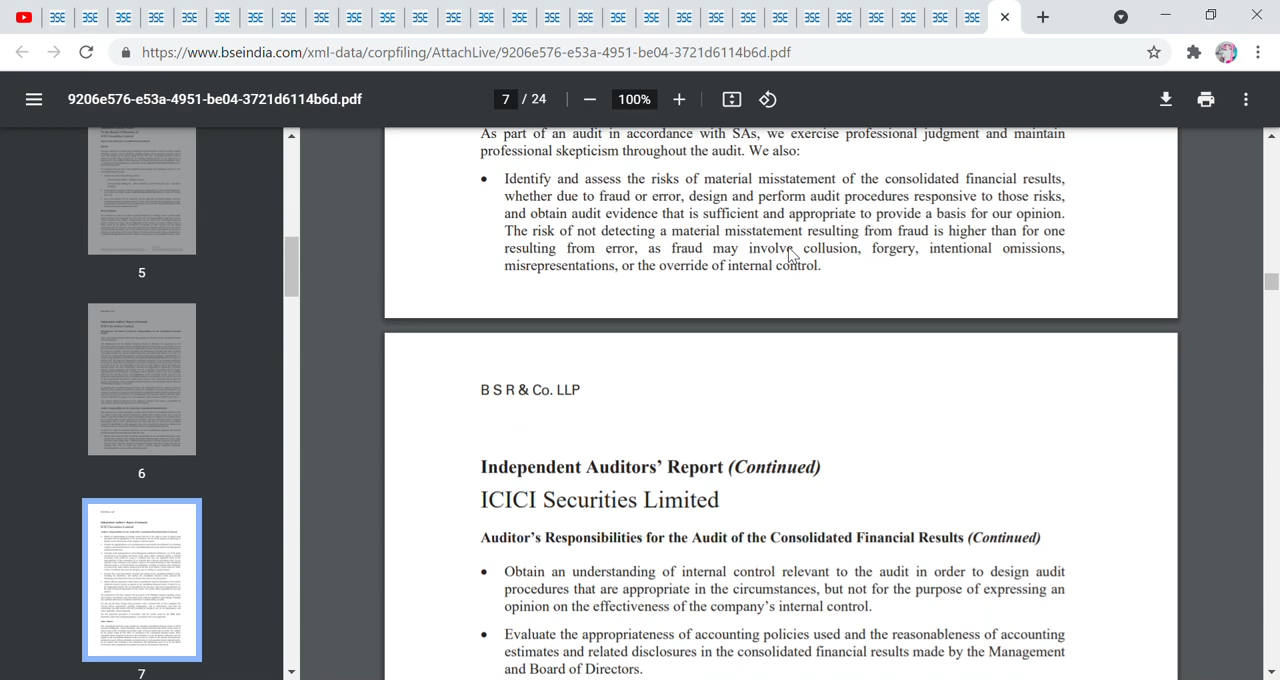 https://www.bseindia.com/xml-data/corpfiling/AttachLive/9206e576-e53a-4951-be04-3721d6114b6d.pdf
9206e576-e53a-4951-be04-3721d6114b6d.pdf
7 / 24
100%
5
6
7
As part of an audit in accordance with SAs, we exercise professional judgment and maintain
professional skepticism throughout the audit. We also:
• Identify and assess the risks of material misstatement of the consolidated financial results,
whether due to fraud or error, design and perform audit procedures responsive to those risks,
and obtain audit evidence that is sufficient and appropriate to provide a basis for our opinion.
The risk of not detecting a material misstatement resulting from fraud is higher than for one
resulting from error, as fraud may involve collusion, forgery, intentional omissions,
misrepresentations, or the override of internal control.
B S R & Co. LLP
Independent Auditors' Report (Continued)
ICICI Securities Limited
Auditor's Responsibilities for the Audit of the Consolidated Financial Results (Continued)
• Obtain an understanding of internal control relevant to the audit in order to design audit
procedures that are appropriate in the circumstances, but not for the purpose of expressing an
opinion on the effectiveness of the company's internal control.
• Evaluate the appropriateness of accounting policies used and the reasonableness of accounting
estimates and related disclosures in the consolidated financial results made by the Management
and Board of Directors.